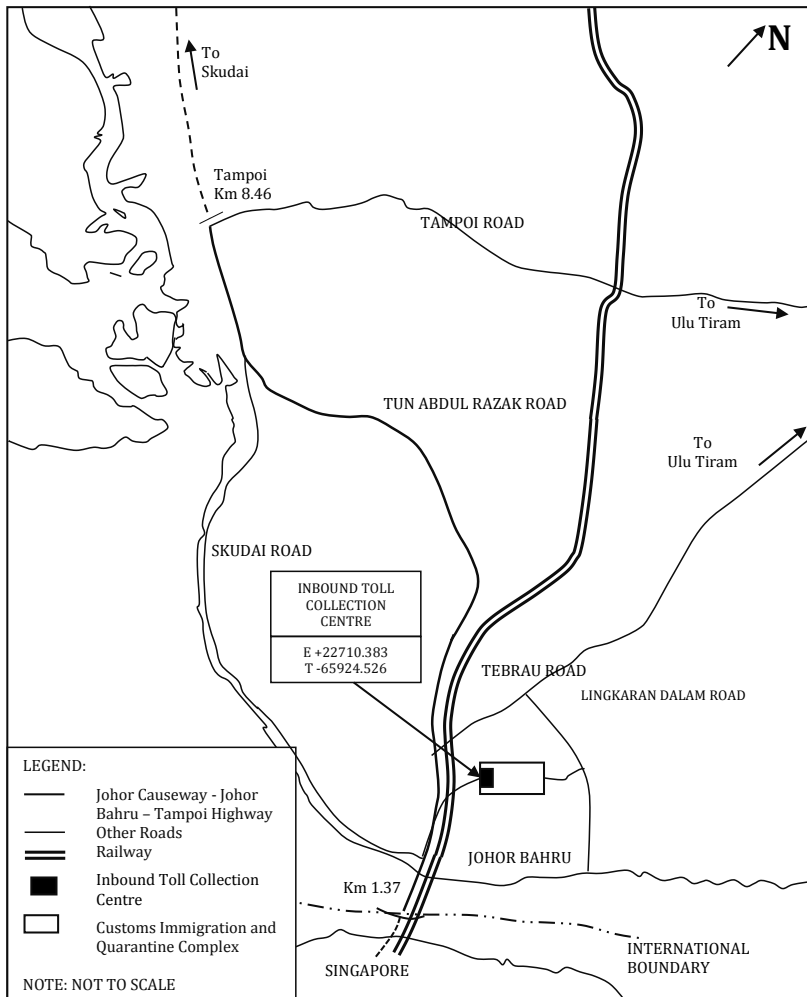 N
To
Skudai
Tampoi
Km 8.46
TAMPOI ROAD
To
Ulu Tiram
TUN ABDUL RAZAK ROAD
To
Ulu Tiram
SKUDAI ROAD
INBOUND TOLL
COLLECTION
CENTRE
E +22710.383
T -65924.526
TEBRAU ROAD
LINGKARAN DALAM ROAD
LEGEND:
Johor Causeway - Johor
Bahru – Tampoi Highway
Other Roads
Railway
Inbound Toll Collection
Centre
Customs Immigration and
Quarantine Complex
NOTE: NOT TO SCALE
JOHOR BAHRU
Km 1.37
SINGAPORE
INTERNATIONAL
BOUNDARY